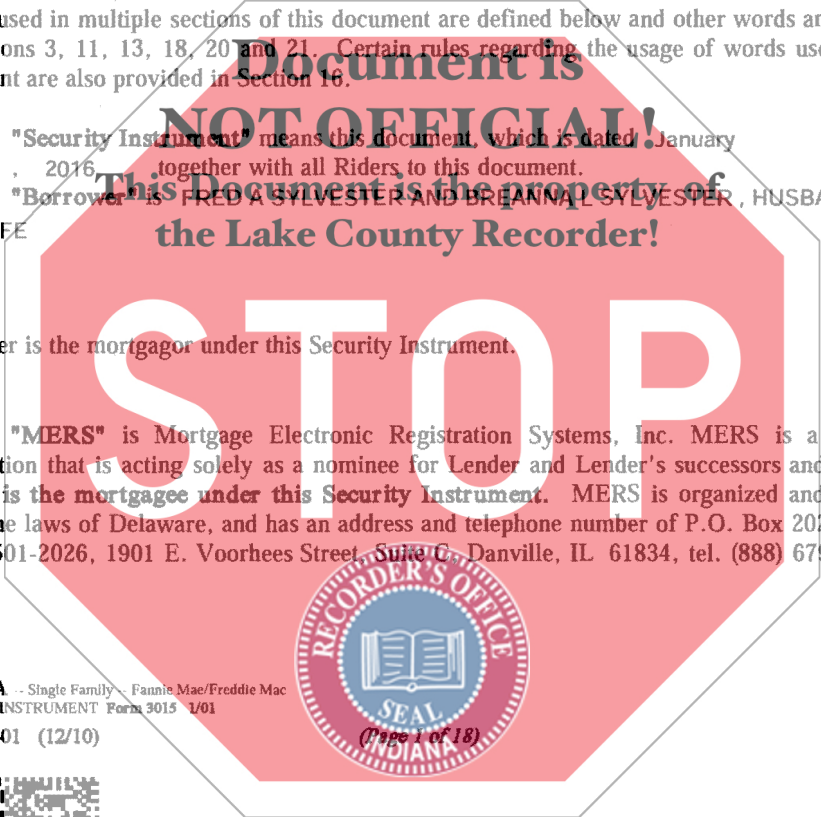 used in multiple sections of this document are defined below and other words an
ons 3, 11, 13, 18, 20 and 21. Certain rules regarding the usage of words use
nt are also provided in Section 16.
Document is
NOT OFFICIAL!
"Security Instrument" means this document, which is dated January
, 2016, together with all Riders to this document.
This Document is the property of
"Borrower" is FRED A SYLVESTER AND BREANNA L SYLVESTER, HUSBA
FE
the Lake County Recorder!
STOP
er is the mortgagor under this Security Instrument.
"MERS" is Mortgage Electronic Registration Systems, Inc. MERS is a
tion that is acting solely as a nominee for Lender and Lender's successors and
is the mortgagee under this Security Instrument. MERS is organized and
e laws of Delaware, and has an address and telephone number of P.O. Box 202
501-2026, 1901 E. Voorhees Street, Suite C, Danville, IL 61834, tel. (888) 679
RECORDER'S OFFICE
SEAL
INDIANA
A -- Single Family -- Fannie Mae/Freddie Mac
INSTRUMENT Form 3015 1/01
01 (12/10)
(Page 1 of 18)